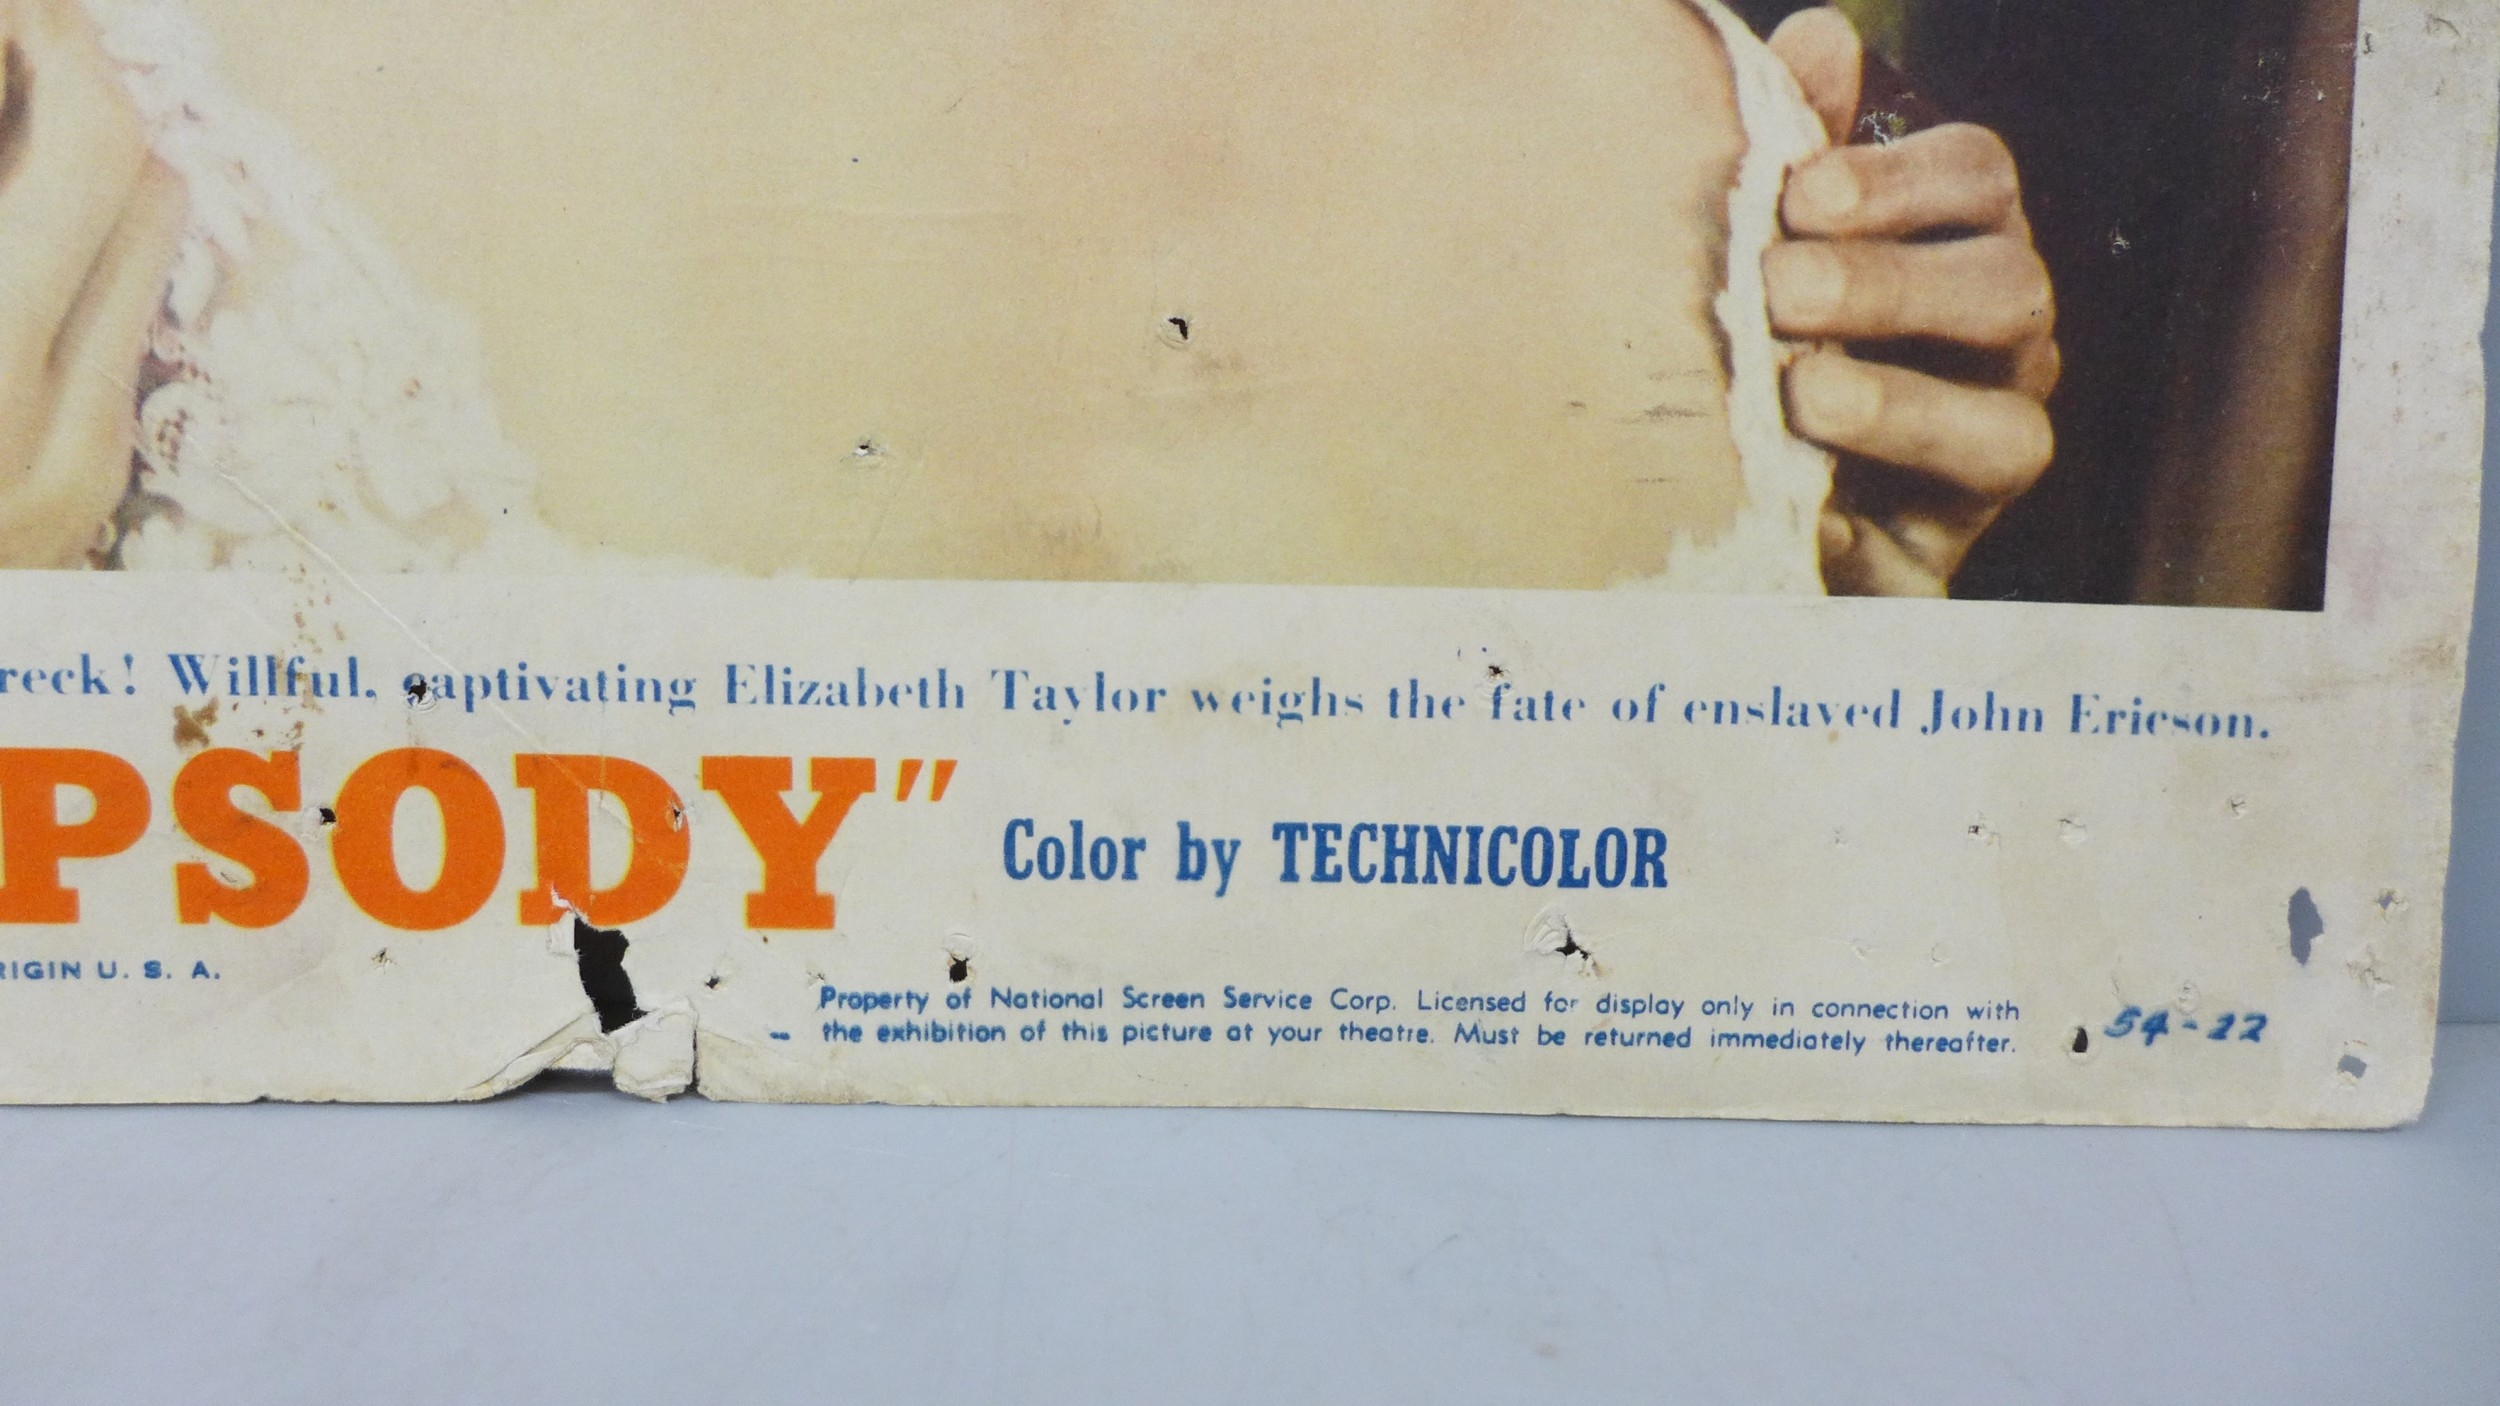 reck! Willful, captivating Elizabeth Taylor weighs the fate of enslaved John Ericson.
PSODY" Color by TECHNICOLOR
RIGIN U. S. A.
Property of National Screen Service Corp. Licensed for display only in connection with
the exhibition of this picture at your theatre. Must be returned immediately thereafter.
54-22